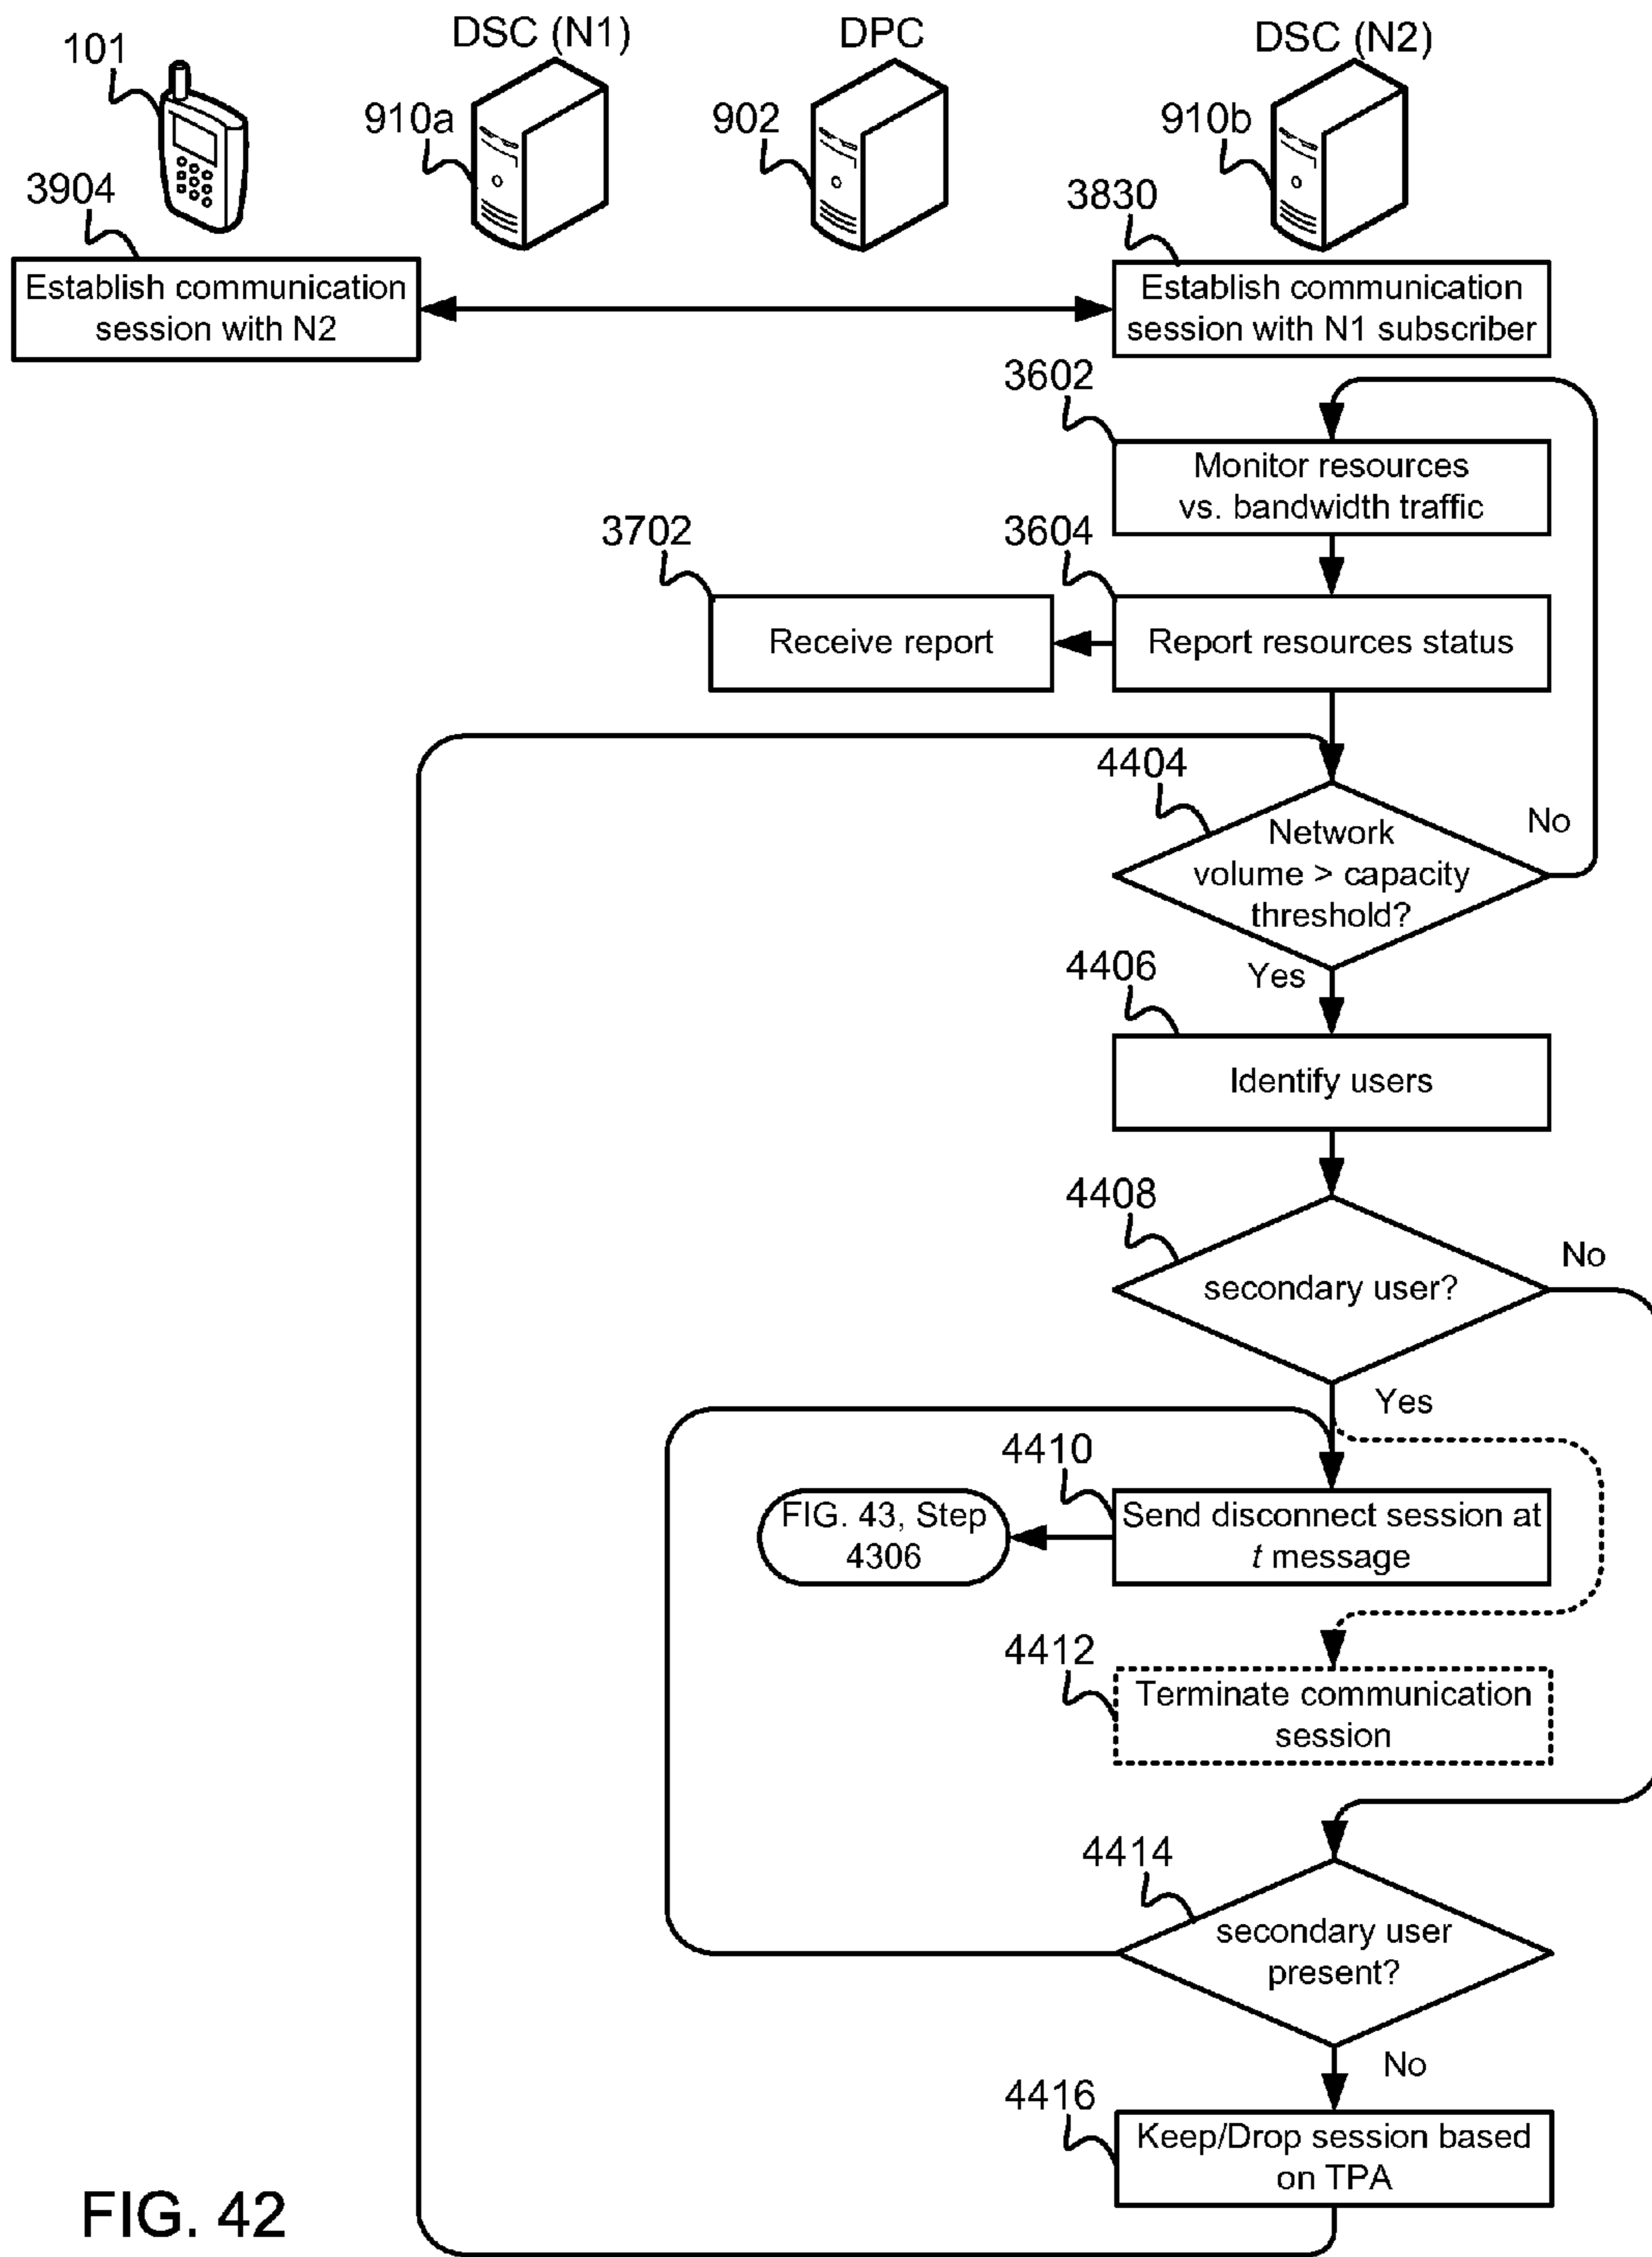 DSC (N1)
DPC
DSC (N2)
101
910a
902
910b
3904
3830
Establish communication
session with N2
Establish communication
session with N1 subscriber
3602
Monitor resources
vs. bandwidth traffic
3702
3604
Receive report
Report resources status
4404
Network
volume > capacity
threshold?
No
Yes
4406
Identify users
4408
secondary user?
No
Yes
4410
FIG. 43, Step
4306
Send disconnect session at
t message
4412
Terminate communication
session
4414
secondary user
present?
No
4416
Keep/Drop session based
on TPA
FIG. 42